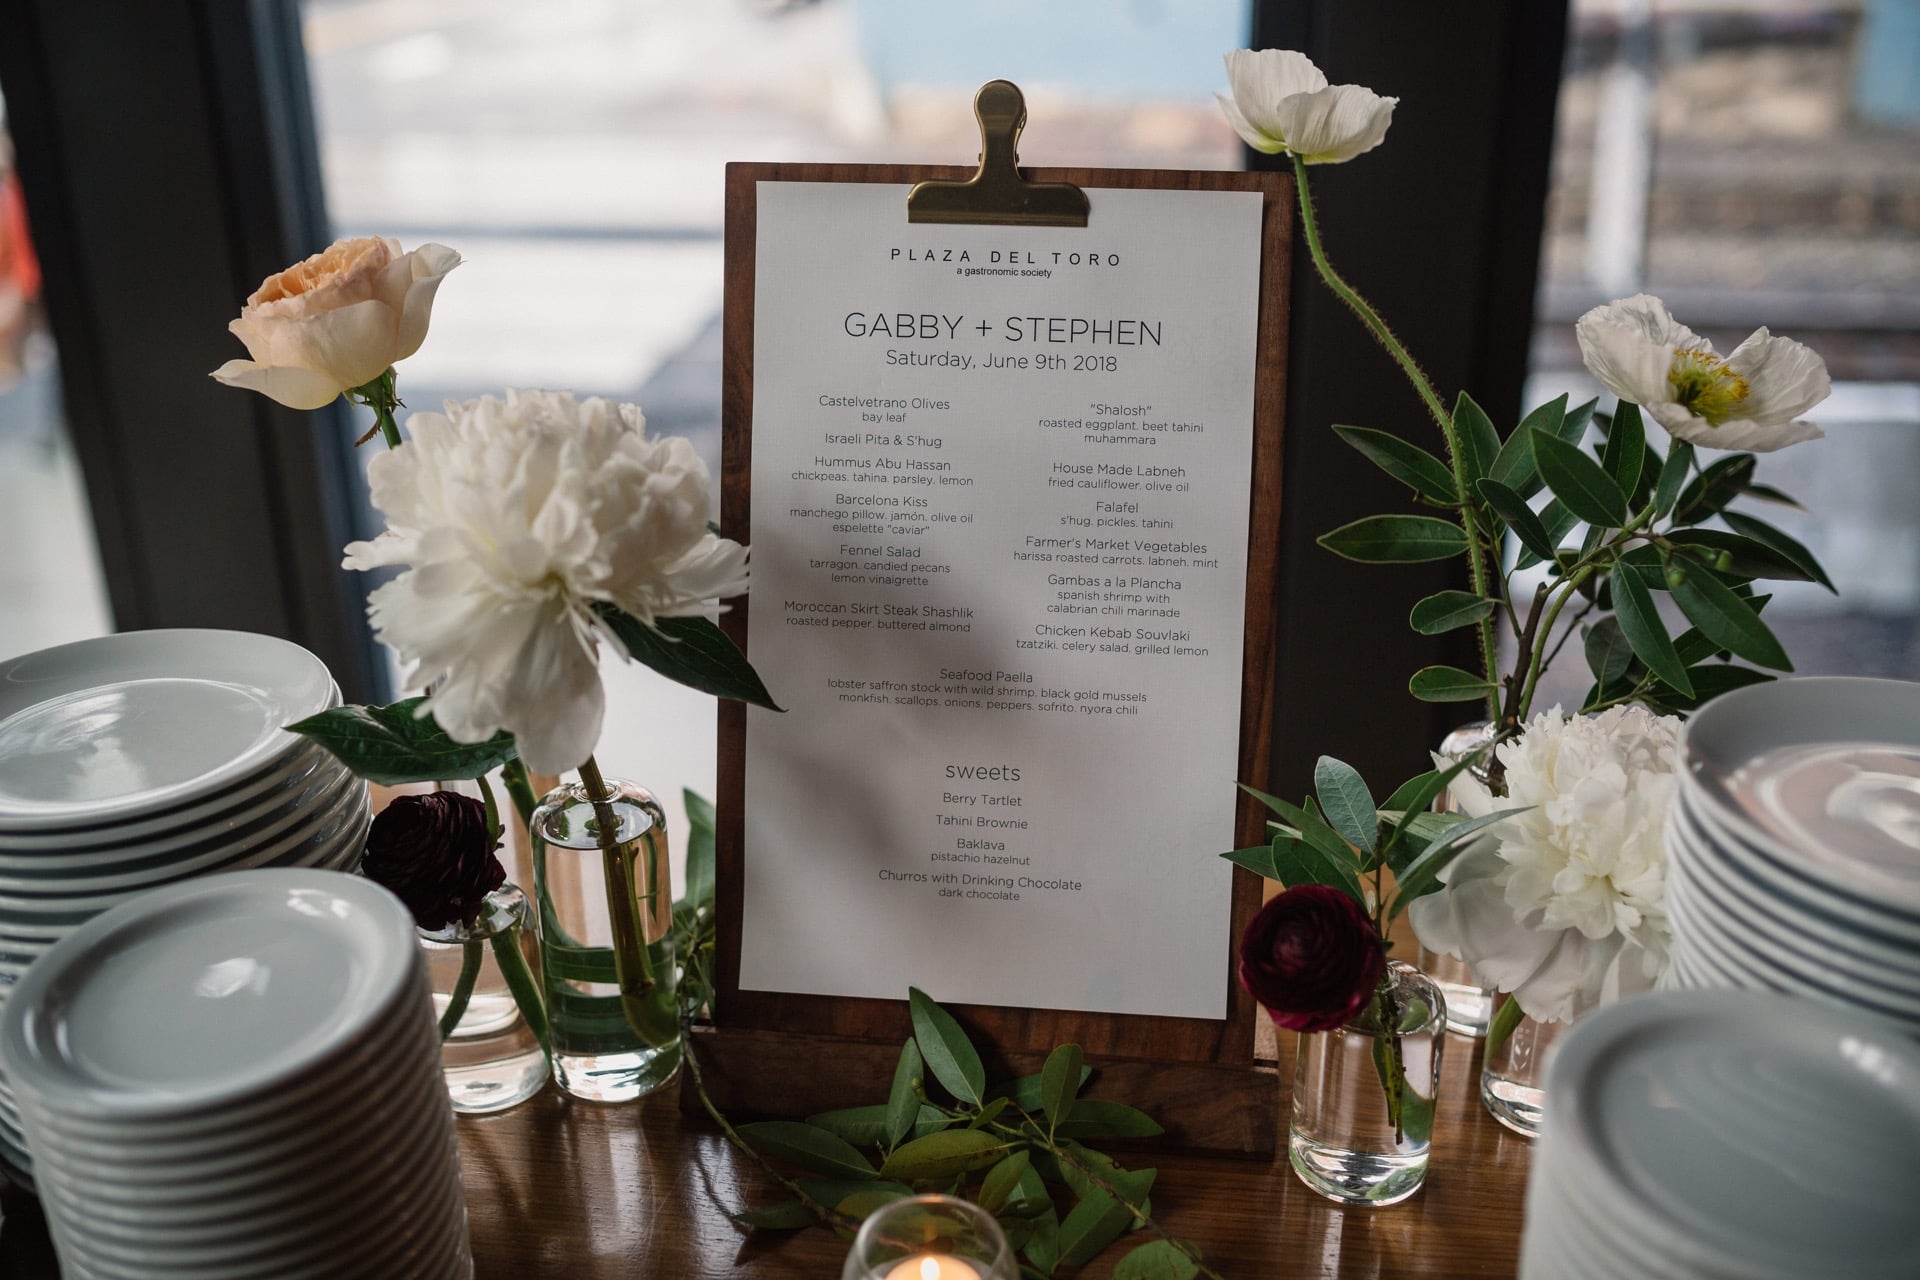 PLAZA DEL TORO
a gastronomic society
GABBY + STEPHEN
Saturday, June 9th 2018
Castelvetrano Olives
bay leaf
Israeli Pita & S'hug
Hummus Abu Hassan
chickpeas. tahina. parsley. lemon
Barcelona Kiss
manchego pillow. jamón. olive oil
espelette "caviar"
Fennel Salad
tarragon. candied pecans
lemon vinaigrette
Moroccan Skirt Steak Shashlik
roasted pepper. buttered almond
"Shalosh"
roasted eggplant. beet tahini
muhammara
House Made Labneh
fried cauliflower. olive oil
Falafel
s'hug. pickles. tahini
Farmer's Market Vegetables
harissa roasted carrots. labneh. mint
Gambas a la Plancha
spanish shrimp with
calabrian chili marinade
Chicken Kebab Souvlaki
tzatziki. celery salad. grilled lemon
Seafood Paella
lobster saffron stock with wild shrimp. black gold mussels
monkfish. scallops. onions. peppers. sofrito. nyora chili
sweets
Berry Tartlet
Tahini Brownie
Baklava
pistachio hazelnut
Churros with Drinking Chocolate
dark chocolate